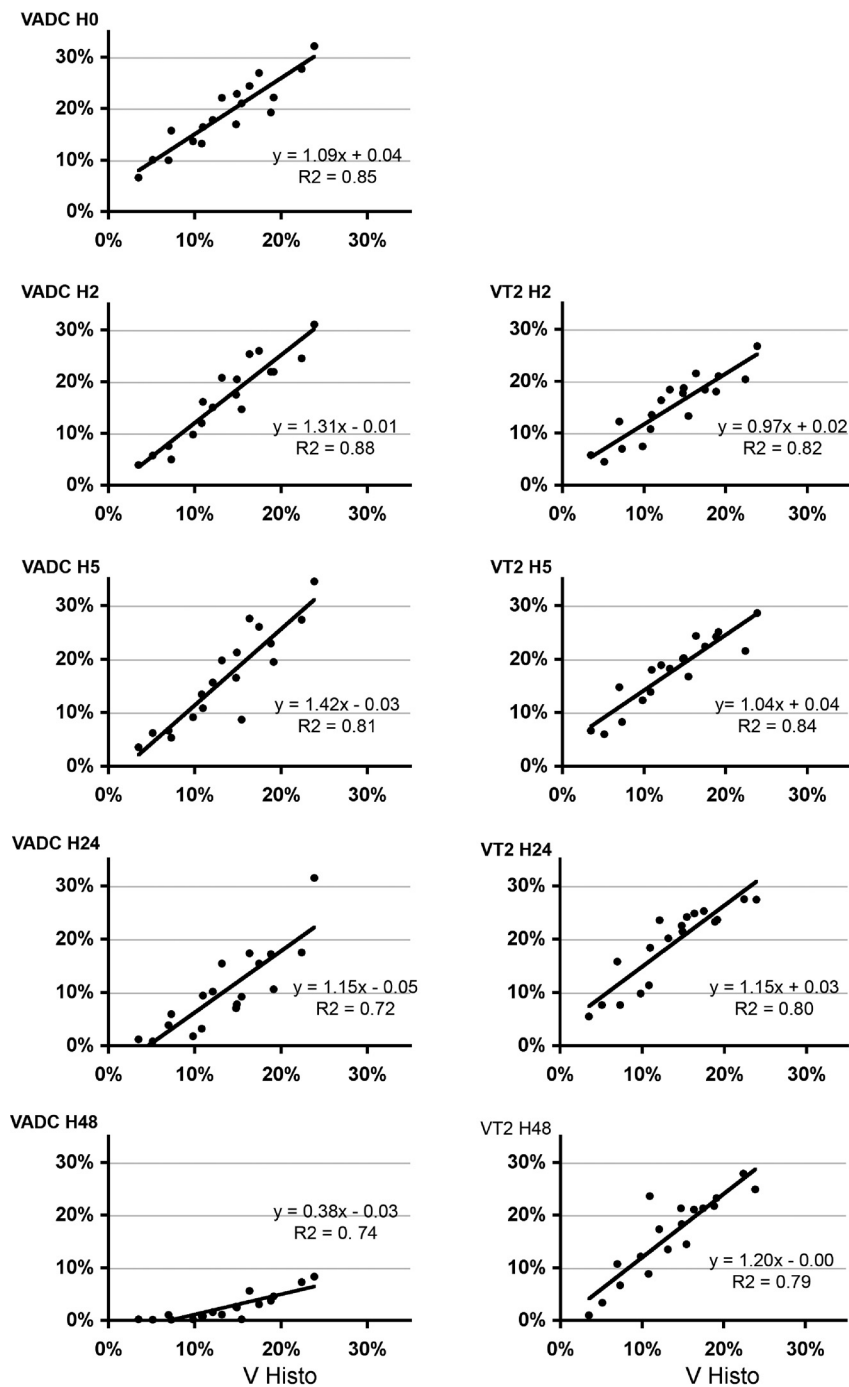 VADC H0
30%
20%
10%
0%
y = 1.09x + 0.04
R2 = 0.85
0% 10% 20% 30%
VADC H2
30%
20%
10%
0%
y = 1.31x - 0.01
R2 = 0.88
0% 10% 20% 30%
VT2 H2
30%
20%
10%
0%
y = 0.97x + 0.02
R2 = 0.82
0% 10% 20% 30%
VADC H5
30%
20%
10%
0%
y = 1.42x - 0.03
R2 = 0.81
0% 10% 20% 30%
VT2 H5
30%
20%
10%
0%
y= 1.04x + 0.04
R2 = 0.84
0% 10% 20% 30%
VADC H24
30%
20%
10%
0%
y = 1.15x - 0.05
R2 = 0.72
0% 10% 20% 30%
VT2 H24
30%
20%
10%
0%
y = 1.15x + 0.03
R2 = 0.80
0% 10% 20% 30%
VADC H48
30%
20%
10%
0%
y = 0.38x - 0.03
R2 = 0. 74
0% 10% 20% 30%
V Histo
VT2 H48
30%
20%
10%
0%
y = 1.20x - 0.00
R2 = 0.79
0% 10% 20% 30%
V Histo